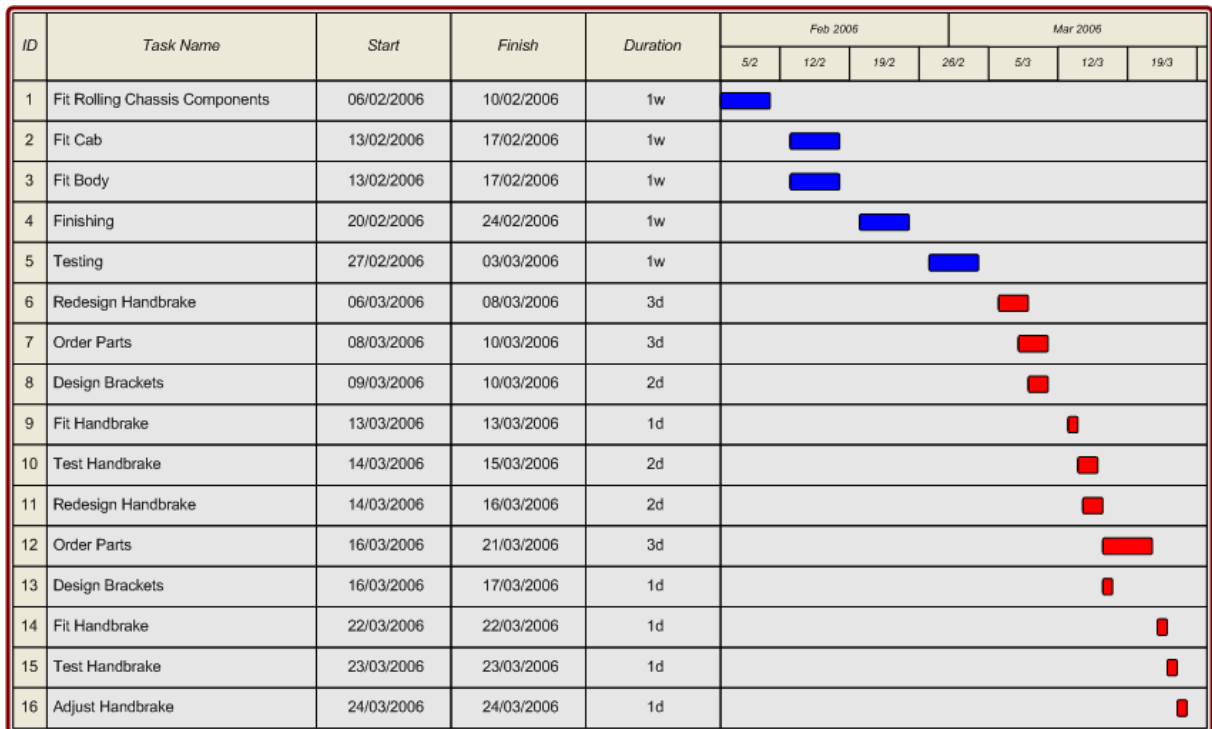 ID Task Name Start Finish Duration Feb 2006 Mar 2006
5/2 12/2 19/2 26/2 5/3 12/3 19/3
1 Fit Rolling Chassis Components 06/02/2006 10/02/2006 1w
2 Fit Cab 13/02/2006 17/02/2006 1w
3 Fit Body 13/02/2006 17/02/2006 1w
4 Finishing 20/02/2006 24/02/2006 1w
5 Testing 27/02/2006 03/03/2006 1w
6 Redesign Handbrake 06/03/2006 08/03/2006 3d
7 Order Parts 08/03/2006 10/03/2006 3d
8 Design Brackets 09/03/2006 10/03/2006 2d
9 Fit Handbrake 13/03/2006 13/03/2006 1d
10 Test Handbrake 14/03/2006 15/03/2006 2d
11 Redesign Handbrake 14/03/2006 16/03/2006 2d
12 Order Parts 16/03/2006 21/03/2006 3d
13 Design Brackets 16/03/2006 17/03/2006 1d
14 Fit Handbrake 22/03/2006 22/03/2006 1d
15 Test Handbrake 23/03/2006 23/03/2006 1d
16 Adjust Handbrake 24/03/2006 24/03/2006 1d